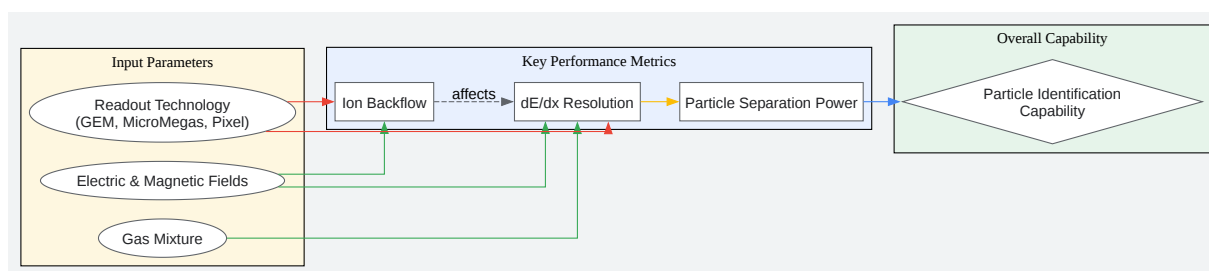 Input Parameters
Readout Technology
(GEM, MicroMegas, Pixel)
Electric & Magnetic Fields
Gas Mixture
Key Performance Metrics
Ion Backflow
affects
dE/dx Resolution
Particle Separation Power
Overall Capability
Particle Identification
Capability